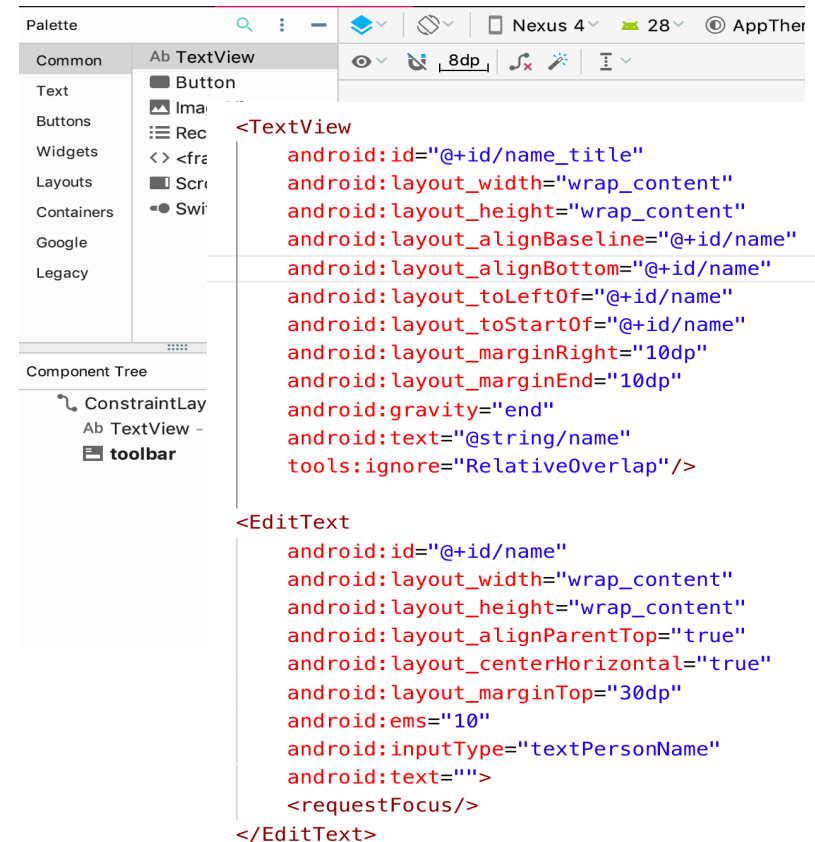 Palette
Nexus 4 28 AppTher
Common
Text
Buttons
Widgets
Layouts
Containers
Google
Legacy
Ab TextView
Button
Ima
Rec
<> <fra
Scro
Swi
8dp
Component Tree
ConstraintLay
Ab TextView –
toolbar
<TextView
android:id="@+id/name_title"
android:layout_width="wrap_content"
android:layout_height="wrap_content"
android:layout_alignBaseline="@+id/name"
android:layout_alignBottom="@+id/name"
android:layout_toLeftOf="@+id/name"
android:layout_toStartOf="@+id/name"
android:layout_marginRight="10dp"
android:layout_marginEnd="10dp"
android:gravity="end"
android:text="@string/name"
tools:ignore="RelativeOverlap"/>
<EditText
android:id="@+id/name"
android:layout_width="wrap_content"
android:layout_height="wrap_content"
android:layout_alignParentTop="true"
android:layout_centerHorizontal="true"
android:layout_marginTop="30dp"
android:ems="10"
android:inputType="textPersonName"
android:text="">
<requestFocus/>
</EditText>